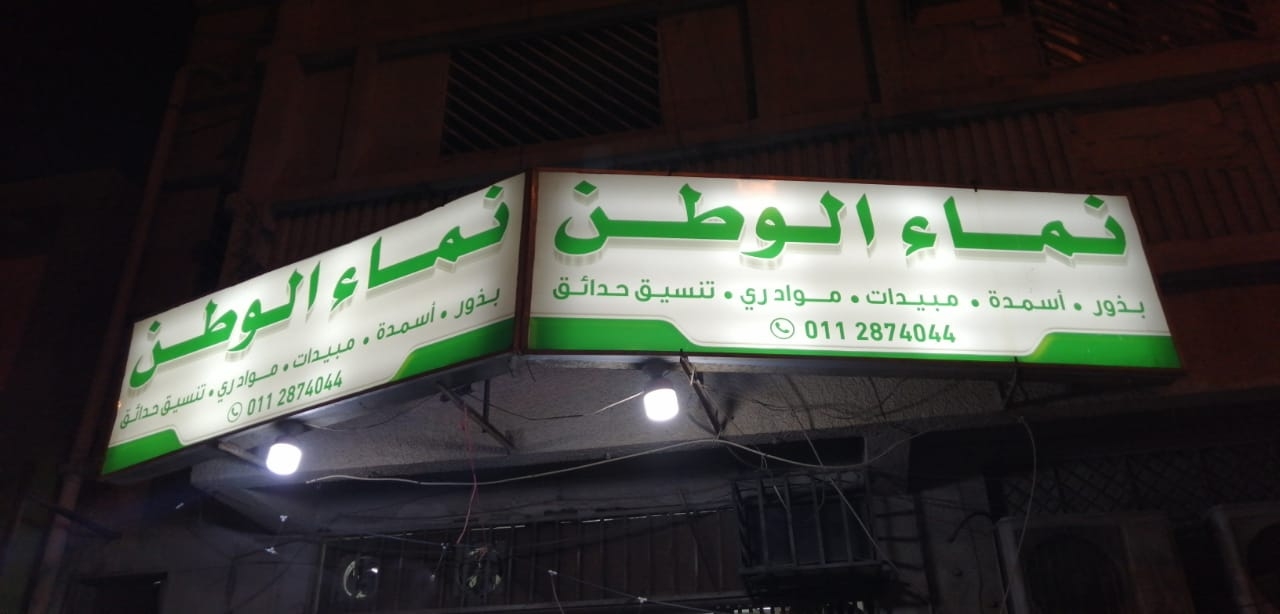 نماء الوطن
بذور • أسمدة • مبيدات • مواد ري • تنسيق حدائق
011 2874044
نماء الوطن
بذور • أسمدة • مبيدات • مواد ري • تنسيق حدائق
011 2874044